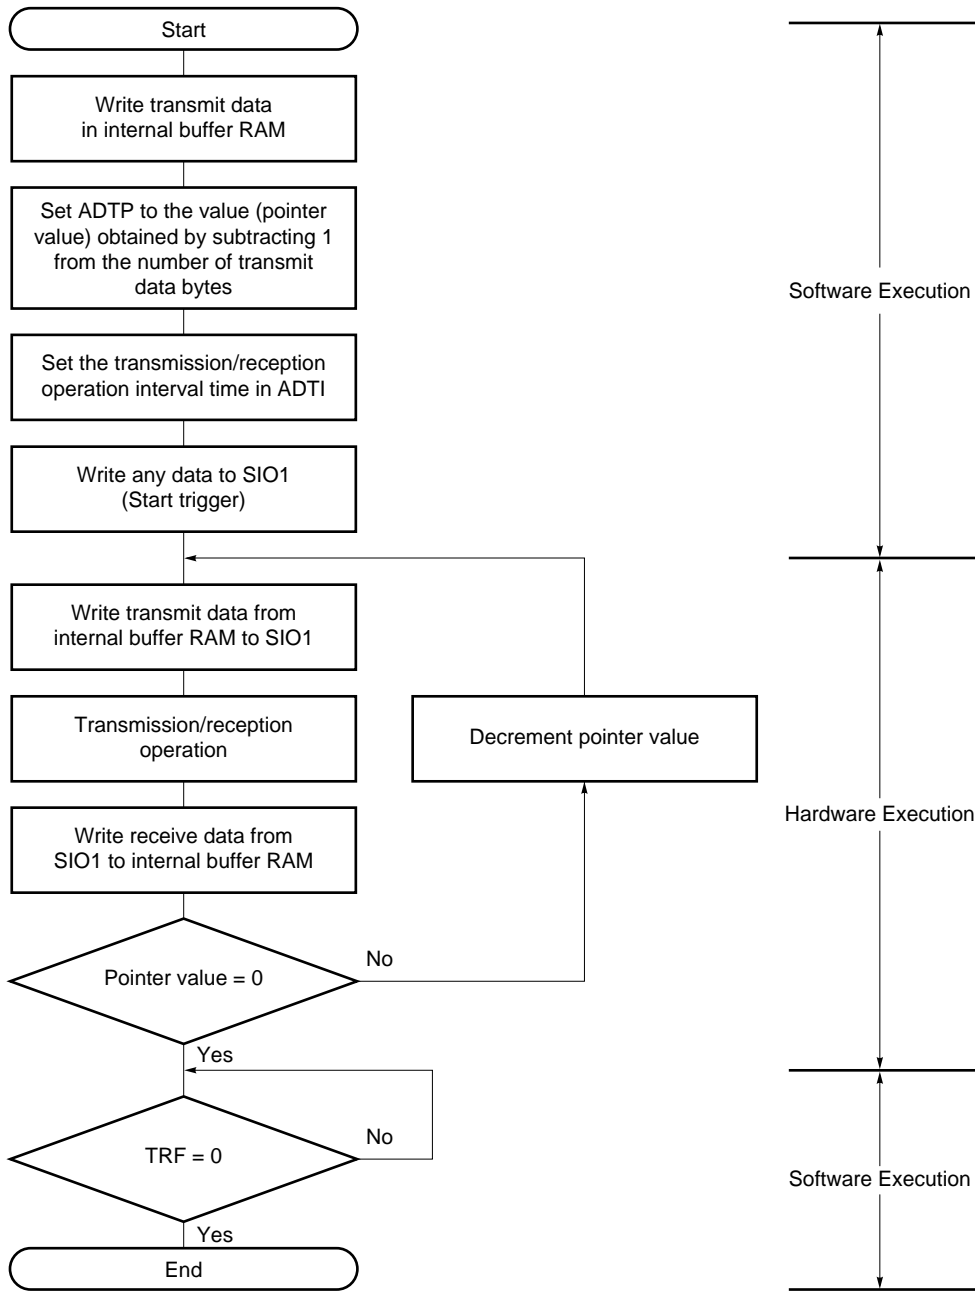 Start
Write transmit data
in internal buffer RAM
Set ADTP to the value (pointer
value) obtained by subtracting 1
from the number of transmit
data bytes
Software Execution
Set the transmission/reception
operation interval time in ADTI
Write any data to SIO1
(Start trigger)
Write transmit data from
internal buffer RAM to SIO1
Transmission/reception
operation
Decrement pointer value
Hardware Execution
Write receive data from
SIO1 to internal buffer RAM
Pointer value = 0
No
Yes
TRF = 0
No
Software Execution
Yes
End